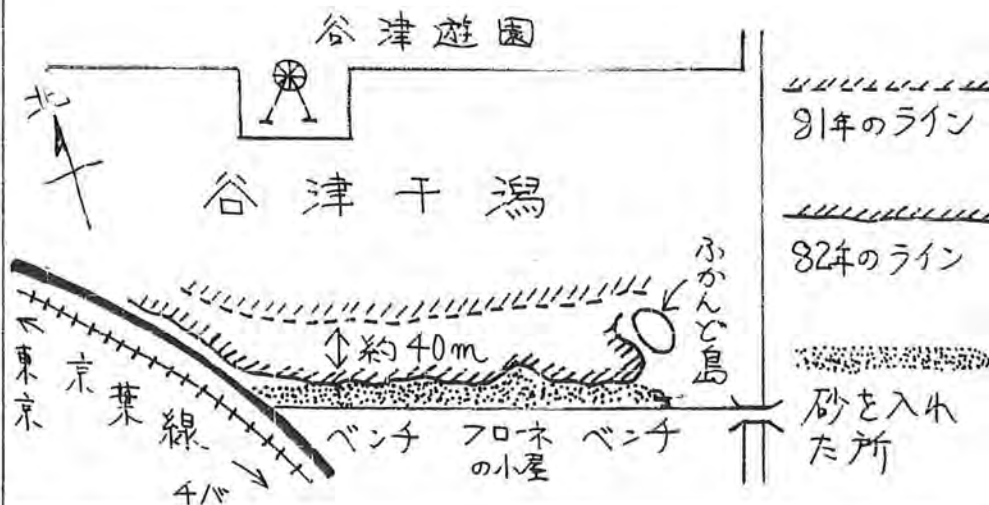 谷津遊園
北
谷津干潟
81年のライン
82年のライン
砂を入れ
た所
ふかんど島
約40m
←東京
京葉線
→チバ
ベンチ
フローネ
の小屋
ベンチ